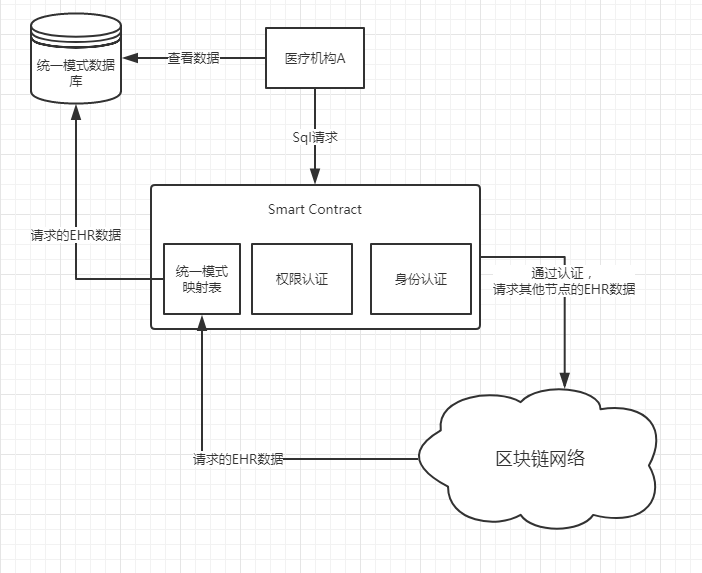 统一模式数据
库
查看数据
医疗机构A
Sql请求
Smart Contract
请求的EHR数据
统一模式
映射表
权限认证
身份认证
通过认证，
请求其他节点的EHR数据
请求的EHR数据
区块链网络